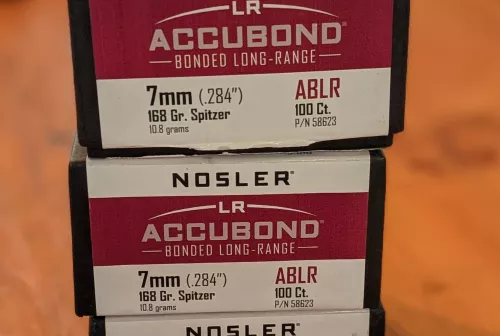 LR
ACCUBOND®
BONDED LONG-RANGE
7mm (.284")
168 Gr. Spitzer
10.8 grams
ABLR
100 Ct.
P/N 58623
NOSLER®
LR
ACCUBOND®
BONDED LONG-RANGE
7mm (.284")
168 Gr. Spitzer
10.8 grams
ABLR
100 Ct.
P/N 58623
NOSLER®